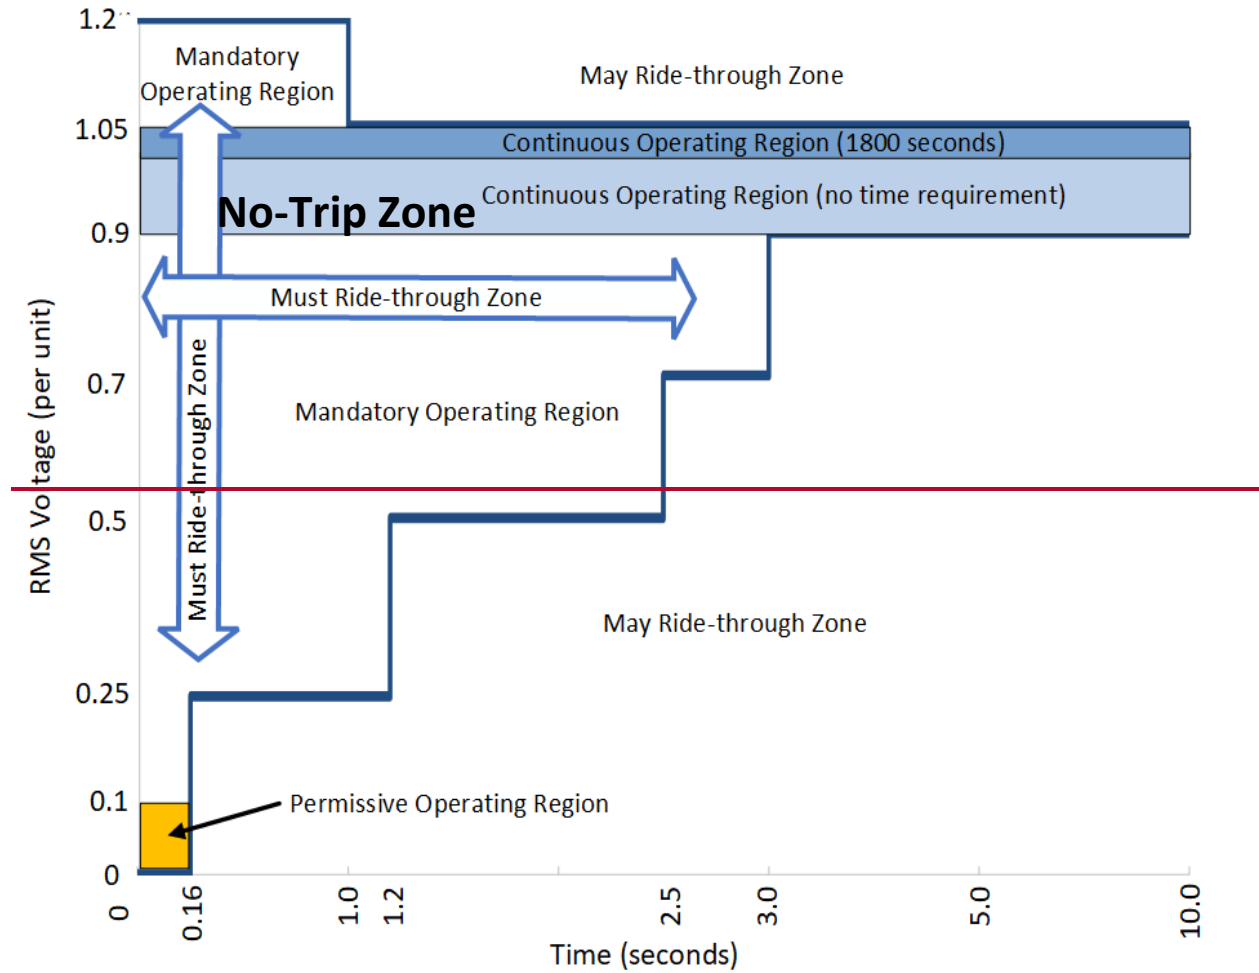 1.2
Mandatory
Operating Region
May Ride-through Zone
1.05
Continuous Operating Region (1800 seconds)
Continuous Operating Region (no time requirement)
No-Trip Zone
0.9
Must Ride-through Zone
Must Ride-through Zone
RMS Voltage (per unit)
0.7
Mandatory Operating Region
0.5
May Ride-through Zone
0.25
0.1
Permissive Operating Region
0
0
0.16
1.0
1.2
2.5
3.0
5.0
10.0
Time (seconds)